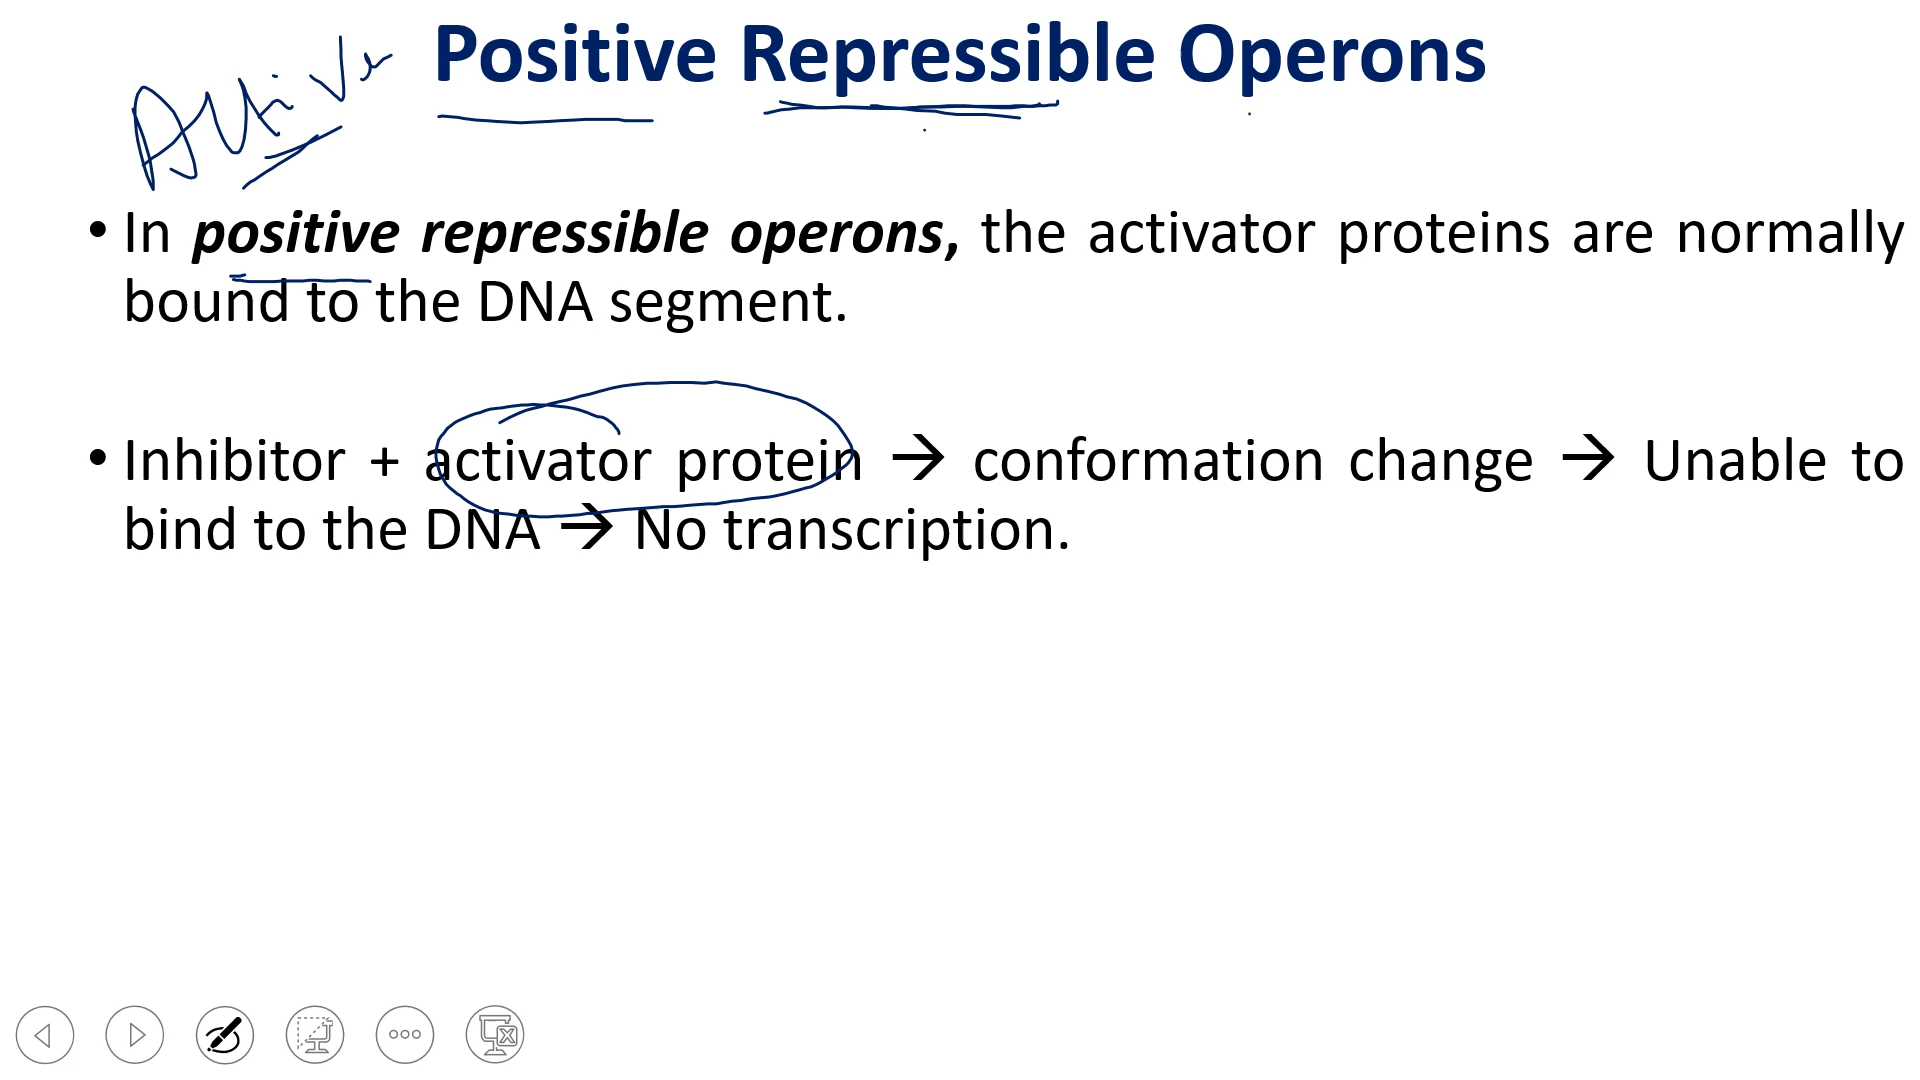 Active
Positive Repressible Operons
• In positive repressible operons, the activator proteins are normally
bound to the DNA segment.
• Inhibitor + activator protein → conformation change → Unable to
bind to the DNA → No transcription.